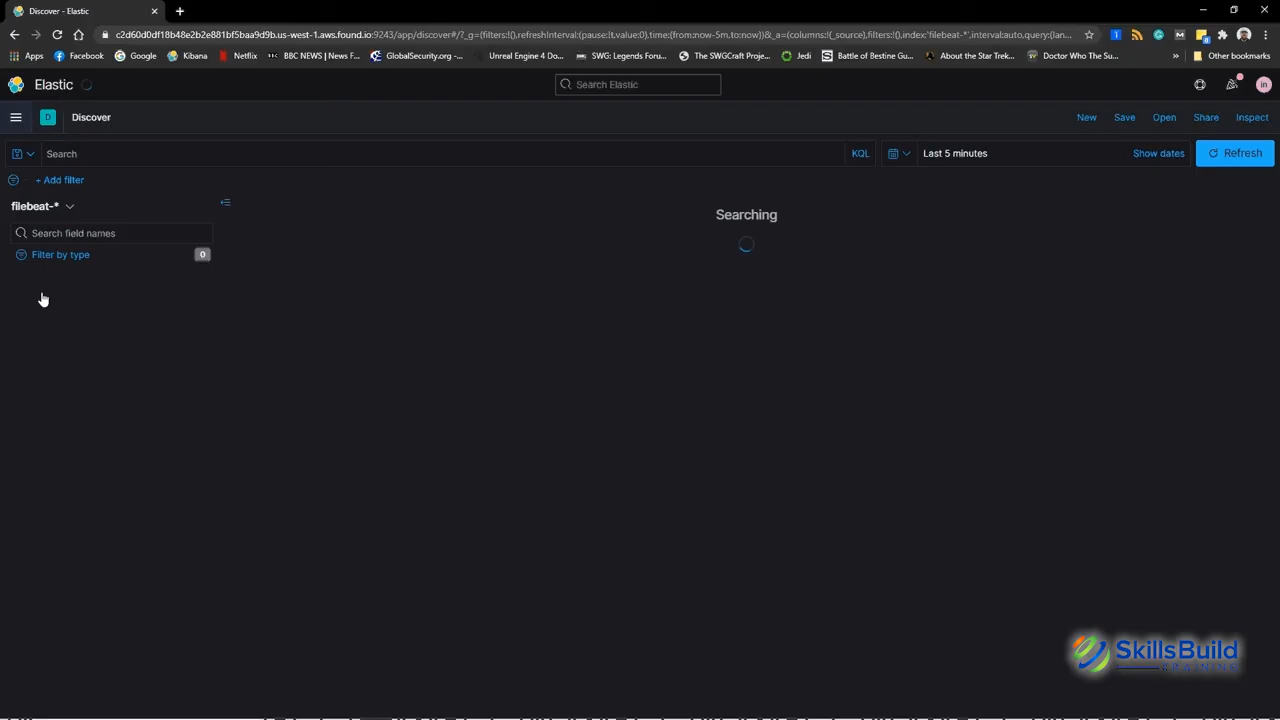 Discover - Elastic
c2d60d0df18b48e2b2e881bf5baa9d9b.us-west-1.aws.found.io:9243/app/discover#/?_g=(filters:!(),refreshInterval:(pause:!t,value:0),time:(from:now-5m,to:now))&_a=(columns:!(_source),filters:!(),index:'filebeat-*',interval:auto,query:(lan...
Apps Facebook Google Kibana Netflix BBC NEWS | News F... GlobalSecurity.org -... Unreal Engine 4 Do... SWG: Legends Foru... The SWGCraft Proje... Jedi Battle of Bestine Gu... About the Star Trek... Doctor Who The Su... » Other bookmarks
Elastic Search Elastic in
D Discover New Save Open Share Inspect
Search KQL Last 5 minutes Show dates Refresh
+ Add filter
filebeat-*
Searching
Search field names
Filter by type 0
SkillsBuild
TRAINING